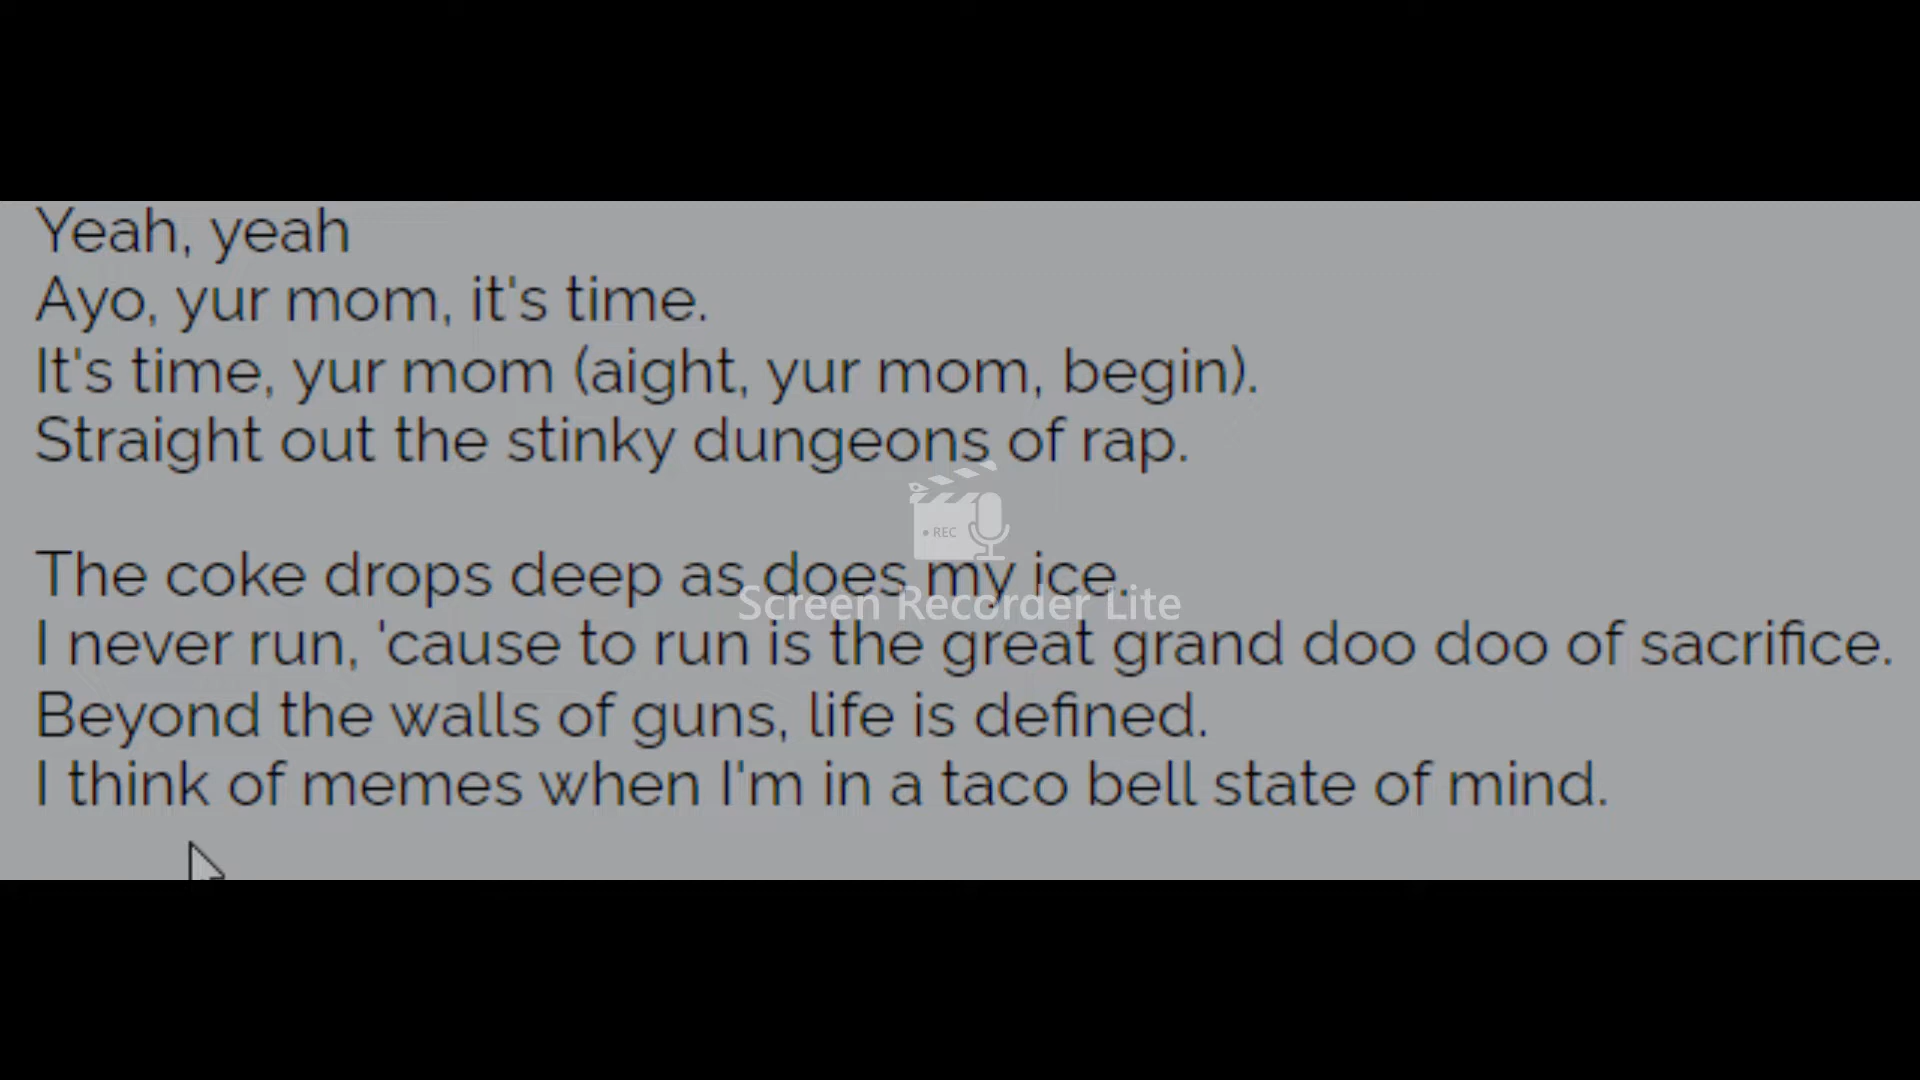 Yeah, yeah
Ayo, yur mom, it's time.
It's time, yur mom (aight, yur mom, begin).
Straight out the stinky dungeons of rap.
• REC
The coke drops deep as does my ice.
Screen Recorder Lite
I never run, 'cause to run is the great grand doo doo of sacrifice.
Beyond the walls of guns, life is defined.
I think of memes when I'm in a taco bell state of mind.